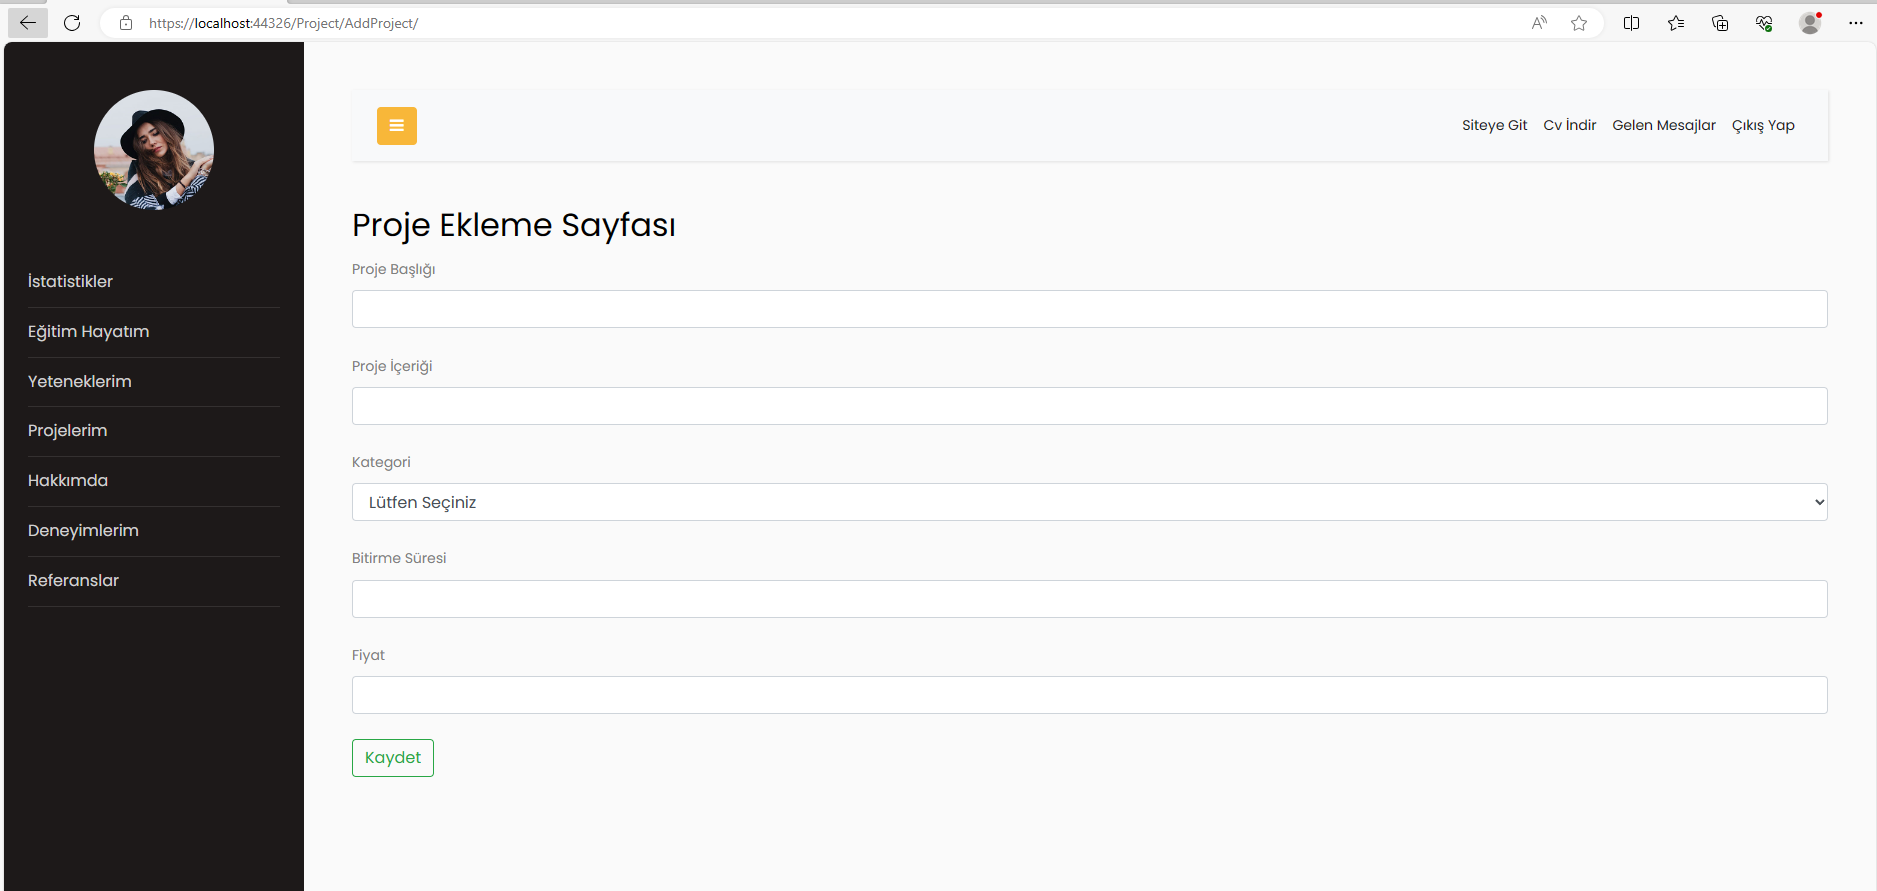 https://localhost:44326/Project/AddProject/
Siteye Git Cv İndir Gelen Mesajlar Çıkış Yap
İstatistikler
Eğitim Hayatım
Yeteneklerim
Projelerim
Hakkımda
Deneyimlerim
Referanslar
Proje Ekleme Sayfası
Proje Başlığı
Proje İçeriği
Kategori
Lütfen Seçiniz
Bitirme Süresi
Fiyat
Kaydet